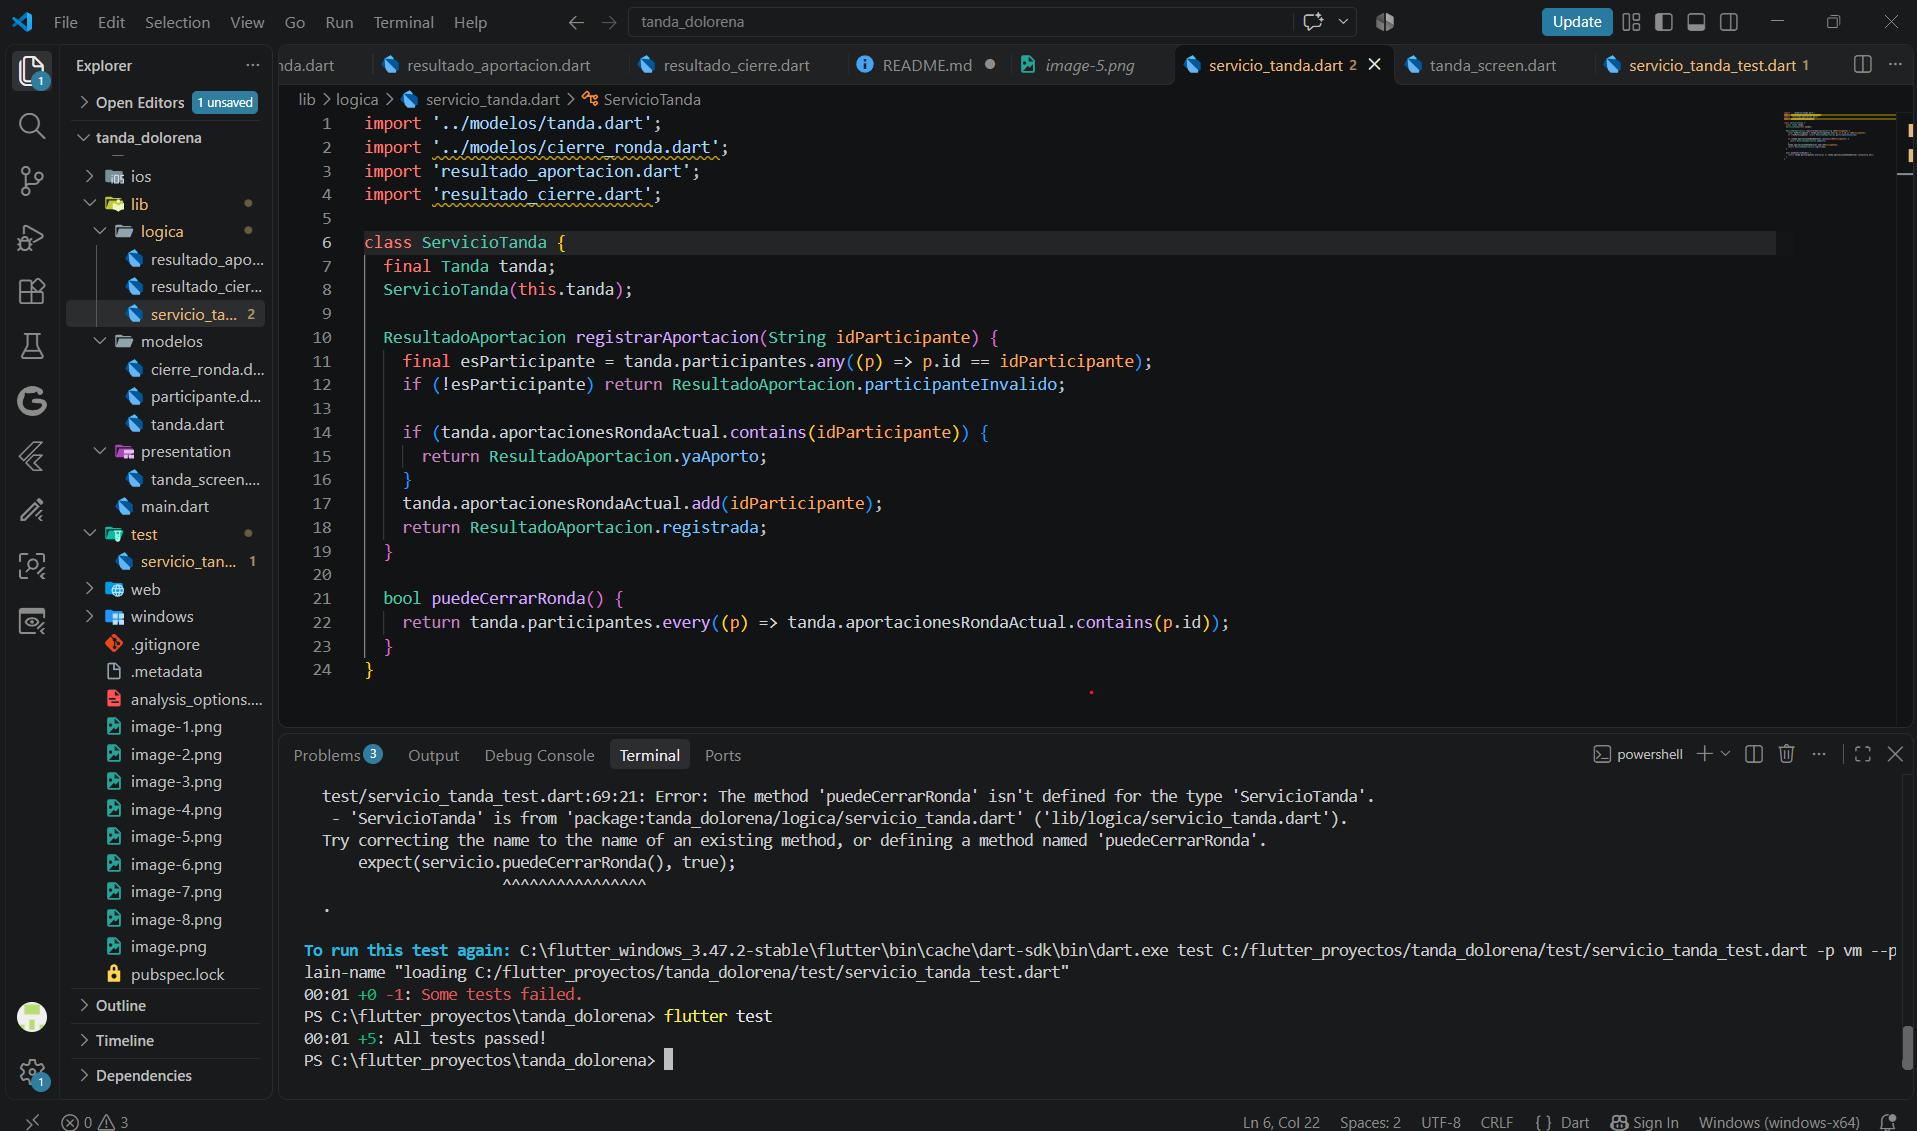 File Edit Selection View Go Run Terminal Help
tanda_dolorena
Update
Explorer
Open Editors 1 unsaved
tanda_dolorena
ios
lib
logica
resultado_apo...
resultado_cier...
servicio_ta... 2
modelos
cierre_ronda.d...
participante.d...
tanda.dart
presentation
tanda_screen....
main.dart
test
servicio_tan... 1
web
windows
.gitignore
.metadata
analysis_options....
image-1.png
image-2.png
image-3.png
image-4.png
image-5.png
image-6.png
image-7.png
image-8.png
image.png
pubspec.lock
Outline
Timeline
Dependencies
1
1
nda.dart resultado_aportacion.dart resultado_cierre.dart README.md image-5.png servicio_tanda.dart 2 tanda_screen.dart servicio_tanda_test.dart 1
lib > logica > servicio_tanda.dart > ServicioTanda
1 import '../modelos/tanda.dart';
2 import '../modelos/cierre_ronda.dart';
3 import 'resultado_aportacion.dart';
4 import 'resultado_cierre.dart';
5
6 class ServicioTanda {
7 final Tanda tanda;
8 ServicioTanda(this.tanda);
9
10 ResultadoAportacion registrarAportacion(String idParticipante) {
11 final esParticipante = tanda.participantes.any((p) => p.id == idParticipante);
12 if (!esParticipante) return ResultadoAportacion.participanteInvalido;
13
14 if (tanda.aportacionesRondaActual.contains(idParticipante)) {
15 return ResultadoAportacion.yaAporto;
16 }
17 tanda.aportacionesRondaActual.add(idParticipante);
18 return ResultadoAportacion.registrada;
19 }
20
21 bool puedeCerrarRonda() {
22 return tanda.participantes.every((p) => tanda.aportacionesRondaActual.contains(p.id));
23 }
24 }
Problems 3 Output Debug Console Terminal Ports
powershell
test/servicio_tanda_test.dart:69:21: Error: The method 'puedeCerrarRonda' isn't defined for the type 'ServicioTanda'.
- 'ServicioTanda' is from 'package:tanda_dolorena/logica/servicio_tanda.dart' ('lib/logica/servicio_tanda.dart').
Try correcting the name to the name of an existing method, or defining a method named 'puedeCerrarRonda'.
expect(servicio.puedeCerrarRonda(), true);
^^^^^^^^^^^^^^^^
.
To run this test again: C:\flutter_windows_3.47.2-stable\flutter\bin\cache\dart-sdk\bin\dart.exe test C:/flutter_proyectos/tanda_dolorena/test/servicio_tanda_test.dart -p vm --p
lain-name "loading C:/flutter_proyectos/tanda_dolorena/test/servicio_tanda_test.dart"
00:01 +0 -1: Some tests failed.
PS C:\flutter_proyectos\tanda_dolorena> flutter test
00:01 +5: All tests passed!
PS C:\flutter_proyectos\tanda_dolorena>
0 3
Ln 6, Col 22 Spaces: 2 UTF-8 CRLF { } Dart Sign In Windows (windows-x64)